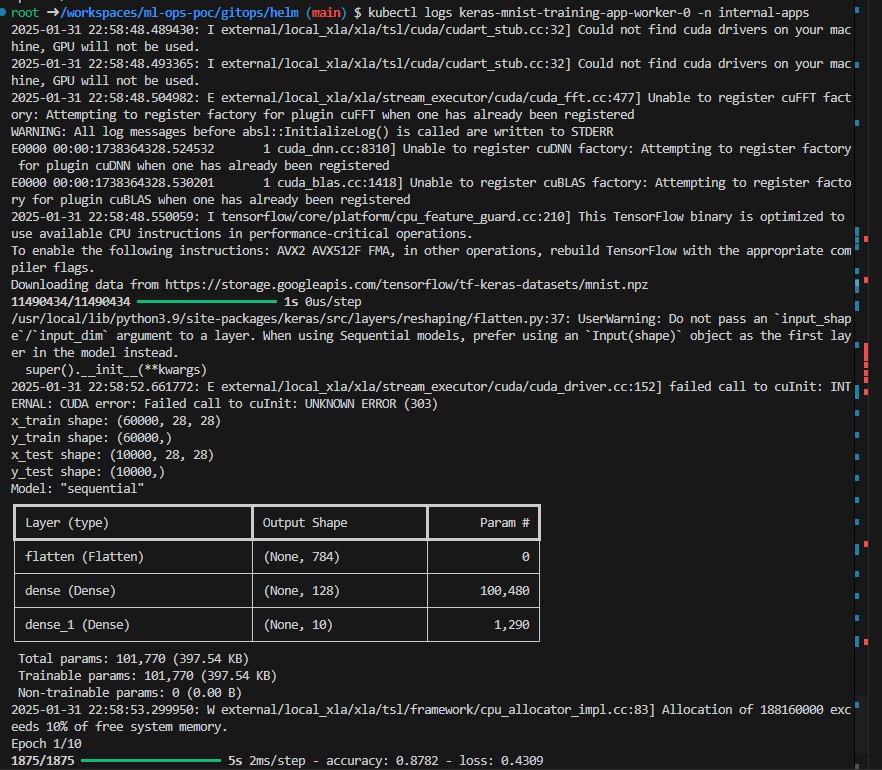 root ➜/workspaces/ml-ops-poc/gitops/helm (main) $ kubectl logs keras-mnist-training-app-worker-0 -n internal-apps
2025-01-31 22:58:48.489430: I external/local_xla/xla/tsl/cuda/cudart_stub.cc:32] Could not find cuda drivers on your mac
hine, GPU will not be used.
2025-01-31 22:58:48.493365: I external/local_xla/xla/tsl/cuda/cudart_stub.cc:32] Could not find cuda drivers on your mac
hine, GPU will not be used.
2025-01-31 22:58:48.504982: E external/local_xla/xla/stream_executor/cuda/cuda_fft.cc:477] Unable to register cuFFT fact
ory: Attempting to register factory for plugin cuFFT when one has already been registered
WARNING: All log messages before absl::InitializeLog() is called are written to STDERR
E0000 00:00:1738364328.524532       1 cuda_dnn.cc:8310] Unable to register cuDNN factory: Attempting to register factory
 for plugin cuDNN when one has already been registered
E0000 00:00:1738364328.530201       1 cuda_blas.cc:1418] Unable to register cuBLAS factory: Attempting to register facto
ry for plugin cuBLAS when one has already been registered
2025-01-31 22:58:48.550059: I tensorflow/core/platform/cpu_feature_guard.cc:210] This TensorFlow binary is optimized to
use available CPU instructions in performance-critical operations.
To enable the following instructions: AVX2 AVX512F FMA, in other operations, rebuild TensorFlow with the appropriate com
piler flags.
Downloading data from https://storage.googleapis.com/tensorflow/tf-keras-datasets/mnist.npz
11490434/11490434 ━━━━━━━━━━━━━━━━━━━━ 1s 0us/step
/usr/local/lib/python3.9/site-packages/keras/src/layers/reshaping/flatten.py:37: UserWarning: Do not pass an `input_shap
e`/`input_dim` argument to a layer. When using Sequential models, prefer using an `Input(shape)` object as the first lay
er in the model instead.
  super().__init__(**kwargs)
2025-01-31 22:58:52.661772: E external/local_xla/xla/stream_executor/cuda/cuda_driver.cc:152] failed call to cuInit: INT
ERNAL: CUDA error: Failed call to cuInit: UNKNOWN ERROR (303)
x_train shape: (60000, 28, 28)
y_train shape: (60000,)
x_test shape: (10000, 28, 28)
y_test shape: (10000,)
Model: "sequential"
Layer (type) Output Shape Param #
flatten (Flatten) (None, 784) 0
dense (Dense) (None, 128) 100,480
dense_1 (Dense) (None, 10) 1,290
 Total params: 101,770 (397.54 KB)
 Trainable params: 101,770 (397.54 KB)
 Non-trainable params: 0 (0.00 B)
2025-01-31 22:58:53.299950: W external/local_xla/xla/tsl/framework/cpu_allocator_impl.cc:83] Allocation of 188160000 exc
eeds 10% of free system memory.
Epoch 1/10
1875/1875 ━━━━━━━━━━━━━━━━━━━━ 5s 2ms/step - accuracy: 0.8782 - loss: 0.4309